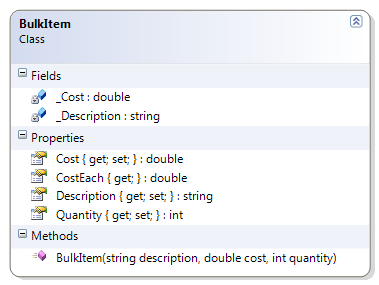 BulkItem
Class
Fields
_Cost : double
_Description : string
Properties
Cost { get; set; } : double
CostEach { get; } : double
Description { get; set; } : string
Quantity { get; set; } : int
Methods
BulkItem(string description, double cost, int quantity)